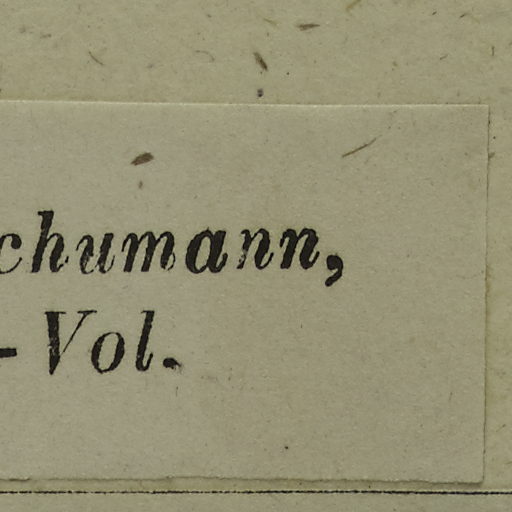 chumann,
- Vol.